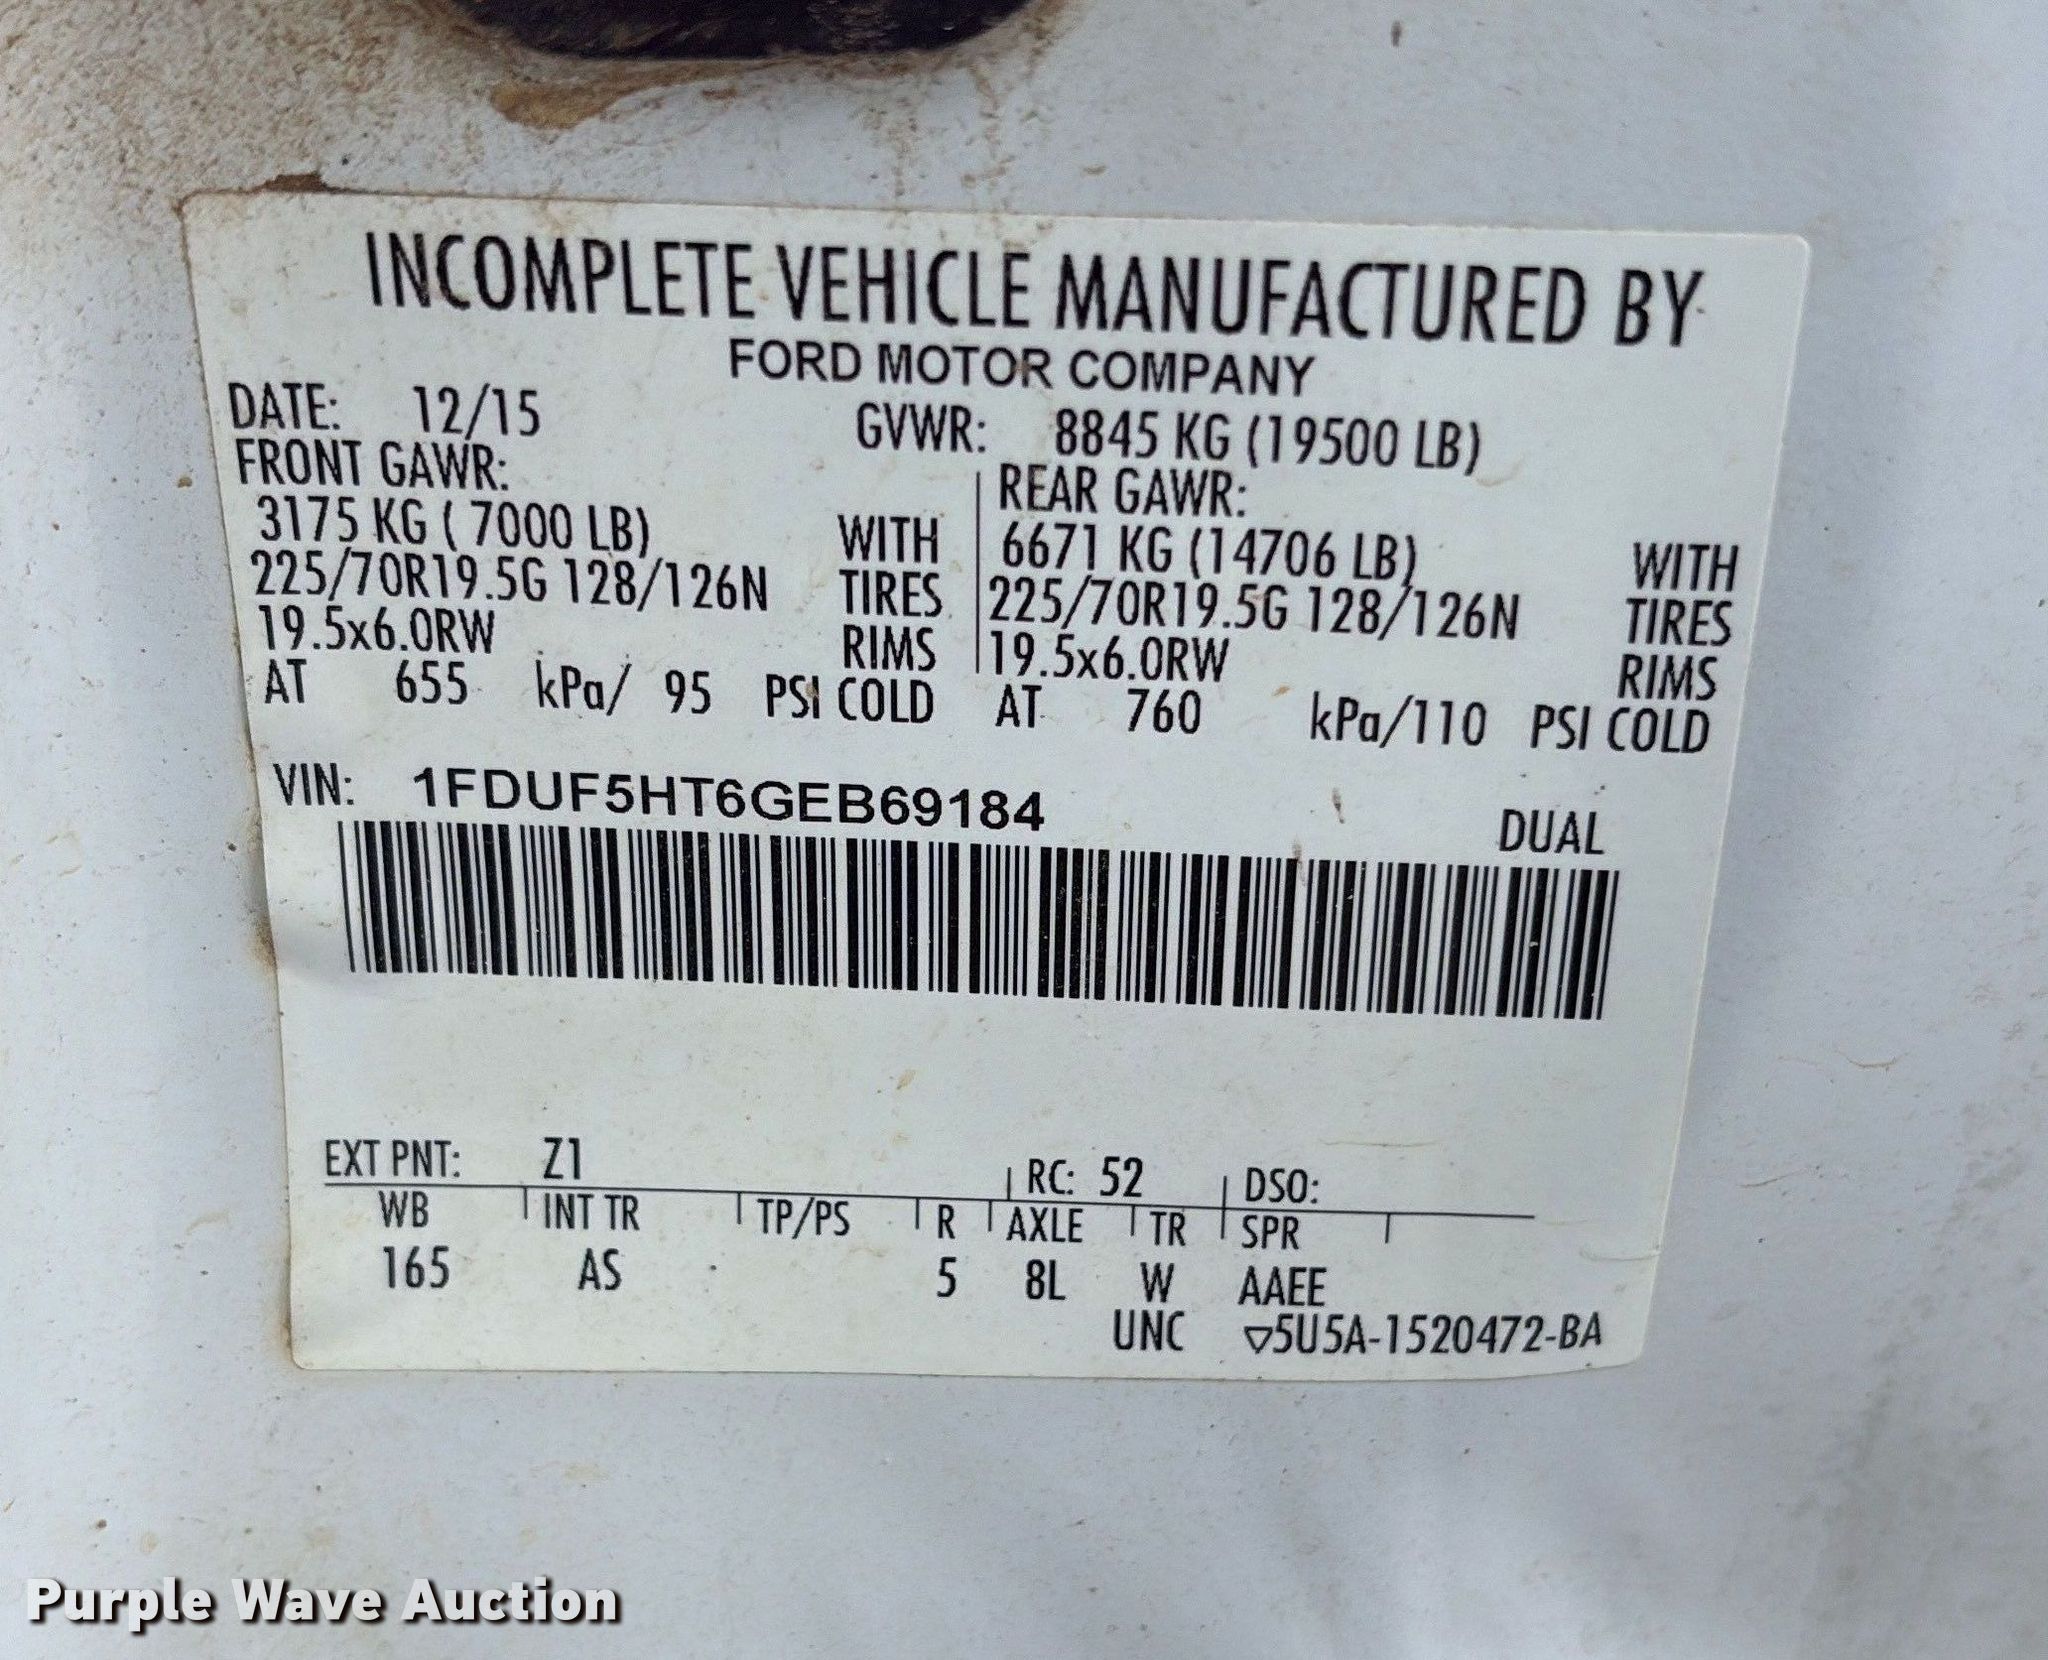 INCOMPLETE VEHICLE MANUFACTURED BY
FORD MOTOR COMPANY
DATE: 12/15 GVWR: 8845 KG (19500 LB)
FRONT GAWR: REAR GAWR:
3175 KG ( 7000 LB) WITH 6671 KG (14706 LB) WITH
225/70R19.5G 128/126N TIRES 225/70R19.5G 128/126N TIRES
19.5x6.0RW RIMS 19.5x6.0RW RIMS
AT 655 kPa/ 95 PSI COLD AT 760 kPa/110 PSI COLD
VIN: 1FDUF5HT6GEB69184
DUAL
EXT PNT: Z1 RC: 52 DSO:
WB INT TR TP/PS R AXLE TR SPR
165 AS 5 8L W AAEE
UNC ▽5U5A-1520472-BA
Purple Wave Auction